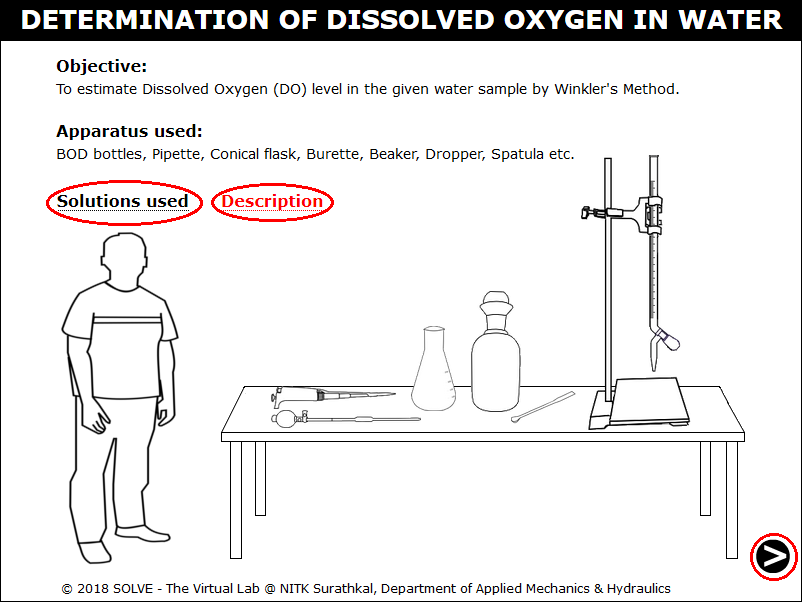 DETERMINATION OF DISSOLVED OXYGEN IN WATER
Objective:
To estimate Dissolved Oxygen (DO) level in the given water sample by Winkler's Method.
Apparatus used:
BOD bottles, Pipette, Conical flask, Burette, Beaker, Dropper, Spatula etc.
Solutions used Description
© 2018 SOLVE - The Virtual Lab @ NITK Surathkal, Department of Applied Mechanics & Hydraulics